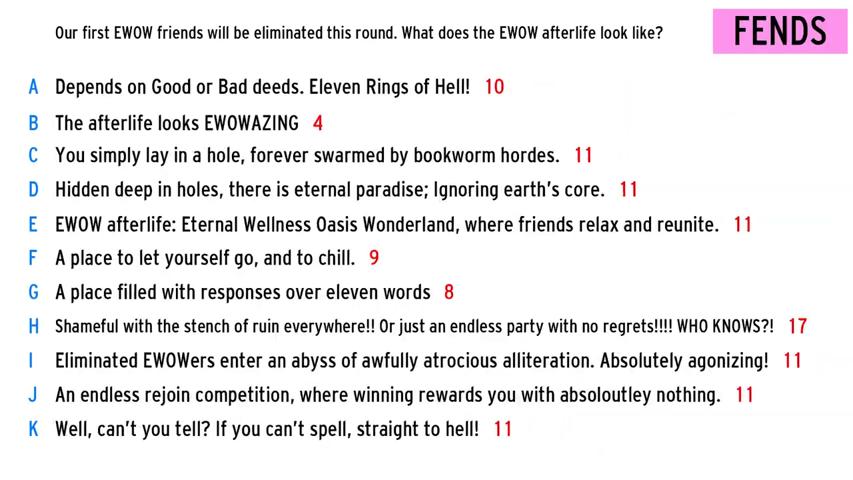 Our first EWOW friends will be eliminated this round. What does the EWOW afterlife look like?
FENDS
A Depends on Good or Bad deeds. Eleven Rings of Hell! 10
B The afterlife looks EWOWAZING 4
C You simply lay in a hole, forever swarmed by bookworm hordes. 11
D Hidden deep in holes, there is eternal paradise; Ignoring earth's core. 11
E EWOW afterlife: Eternal Wellness Oasis Wonderland, where friends relax and reunite. 11
F A place to let yourself go, and to chill. 9
G A place filled with responses over eleven words 8
H Shameful with the stench of ruin everywhere!! Or just an endless party with no regrets!!!! WHO KNOWS?! 17
I Eliminated EWOWers enter an abyss of awfully atrocious alliteration. Absolutely agonizing! 11
J An endless rejoin competition, where winning rewards you with absoloutley nothing. 11
K Well, can't you tell? If you can't spell, straight to hell! 11